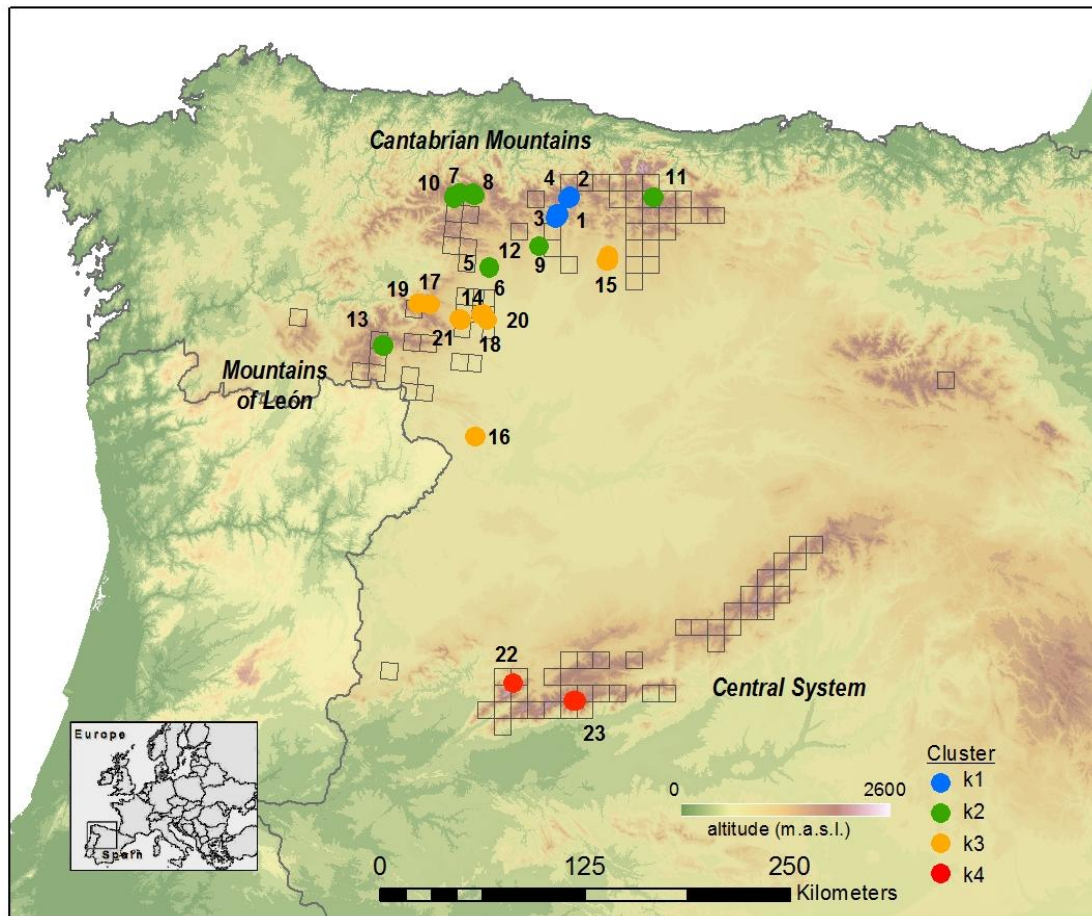 Cantabrian Mountains
7
10
8
4
2
11
3
1
12
9
5
15
6
17
19
14
20
13
21
18
Mountains
of León
16
22
Central System
23
Europe
Spain
Cluster
k1
k2
k3
k4
0
2600
altitude (m.a.s.l.)
0
125
250
Kilometers